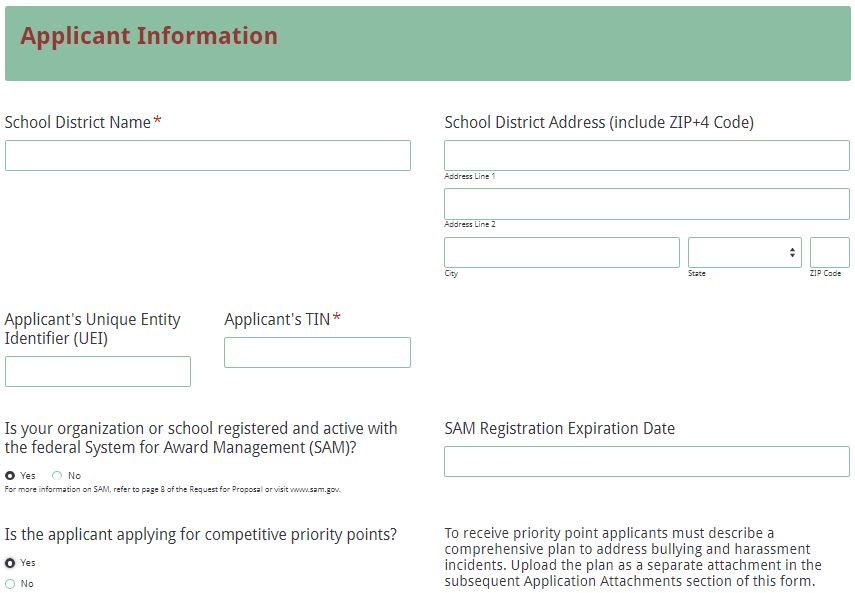 Applicant Information
School District Name*
School District Address (include ZIP+4 Code)
Address Line 1
Address Line 2
City
State
ZIP Code
Applicant's Unique Entity
Identifier (UEI)
Applicant's TIN*
Is your organization or school registered and active with
the federal System for Award Management (SAM)?
Yes No
For more information on SAM, refer to page 8 of the Request for Proposal or visit www.sam.gov.
SAM Registration Expiration Date
Is the applicant applying for competitive priority points?
Yes
No
To receive priority point applicants must describe a
comprehensive plan to address bullying and harassment
incidents. Upload the plan as a separate attachment in the
subsequent Application Attachments section of this form.